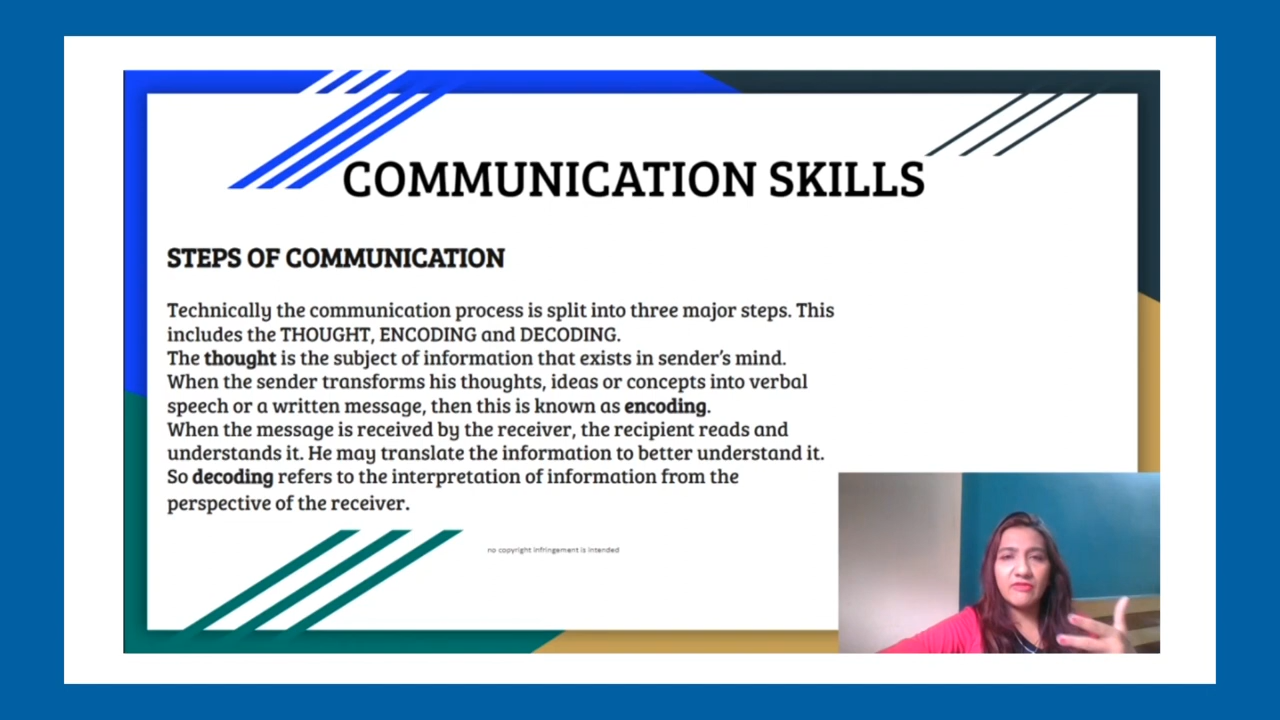 COMMUNICATION SKILLS
STEPS OF COMMUNICATION
Technically the communication process is split into three major steps. This
includes the THOUGHT, ENCODING and DECODING.
The thought is the subject of information that exists in sender's mind.
When the sender transforms his thoughts, ideas or concepts into verbal
speech or a written message, then this is known as encoding.
When the message is received by the receiver, the recipient reads and
understands it. He may translate the information to better understand it.
So decoding refers to the interpretation of information from the
perspective of the receiver.
no copyright infringement is intended